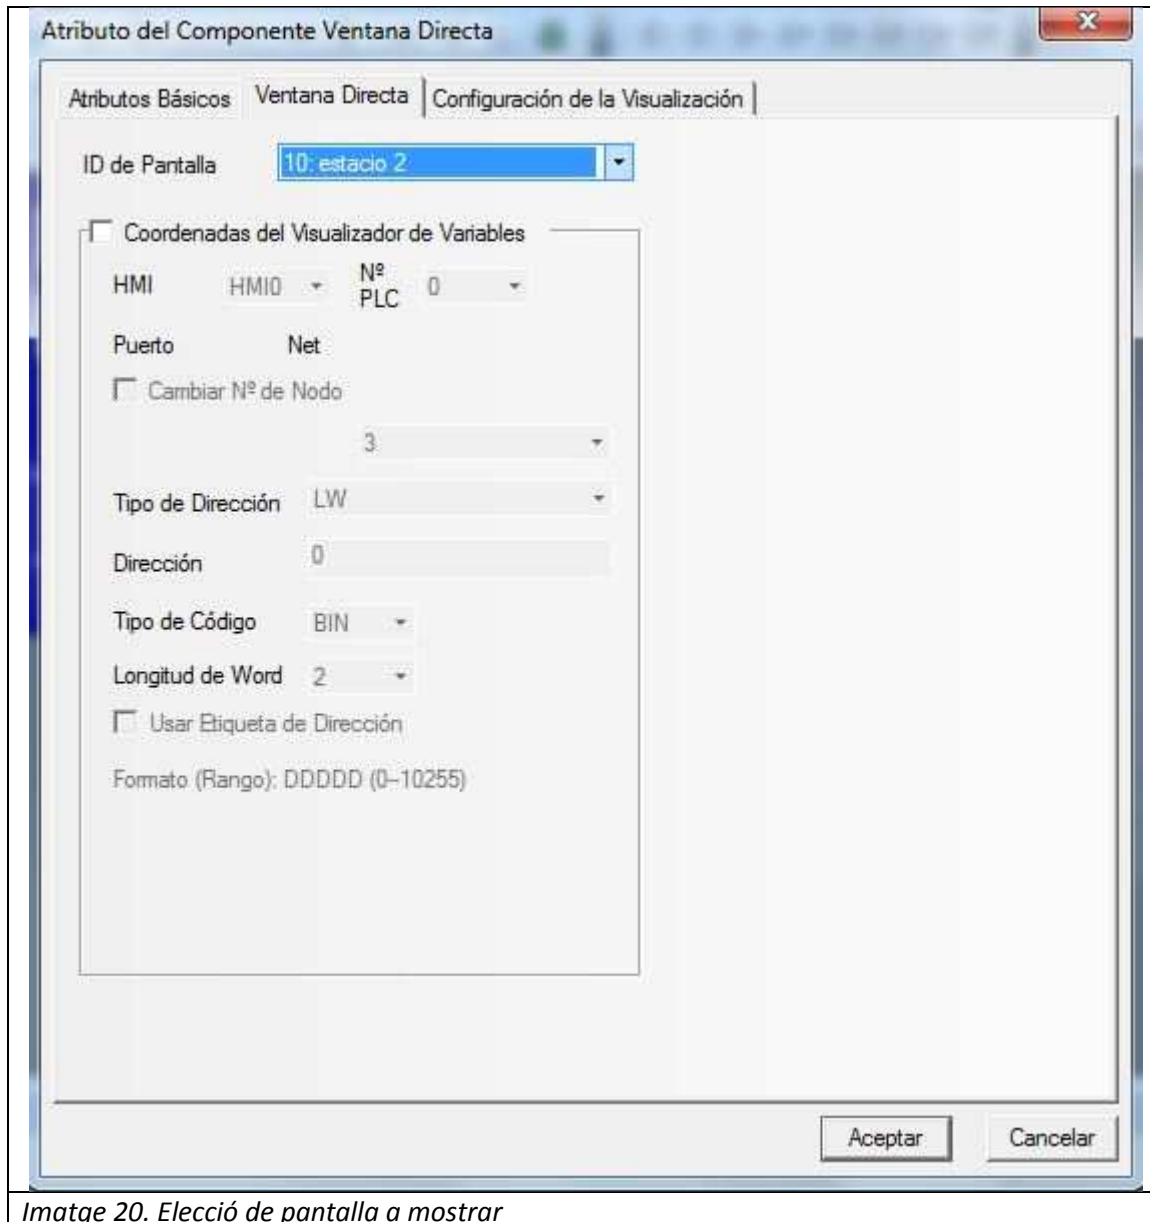 Atributo del Componente Ventana Directa
Atributos Básicos Ventana Directa Configuración de la Visualización
ID de Pantalla 10: estacio 2
Coordenadas del Visualizador de Variables
HMI HMI0 Nº PLC 0
Puerto Net
Cambiar Nº de Nodo
3
Tipo de Dirección LW
Dirección 0
Tipo de Código BIN
Longitud de Word 2
Usar Etiqueta de Dirección
Formato (Rango): DDDDD (0~10255)
Aceptar Cancelar
Imatge 20. Elecció de pantalla a mostrar